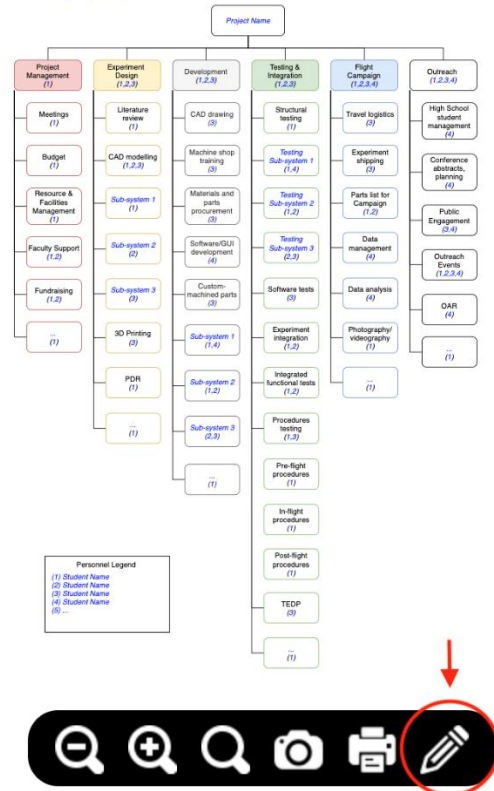 Project Name
Project
Management
(1)
Meetings
(1)
Budget
(1)
Resource &
Facilities
Management
(1)
Faculty Support
(1,2)
Fundraising
(1,2)
...
(1)
Experiment
Design
(1,2,3)
Literature
review
(1)
CAD modelling
(1,2,3)
Sub-system 1
(1)
Sub-system 2
(2)
Sub-system 3
(3)
3D Printing
(3)
PDR
(1)
...
(1)
Development
(1,2,3)
CAD drawing
(3)
Machine shop
training
(3)
Materials and
parts
procurement
(3)
Software/GUI
development
(4)
Custom-
machined parts
(3)
Sub-system 1
(1,4)
Sub-system 2
(1,2)
Sub-system 3
(2,3)
...
(1)
Testing &
Integration
(1,2,3)
Structural
testing
(1)
Testing
Sub-system 1
(1,4)
Testing
Sub-system 2
(1,2)
Testing
Sub-system 3
(2,3)
Software tests
(3)
Experiment
integration
(1,2)
Integrated
functional tests
(1,2)
Procedures
testing
(1,3)
Pre-flight
procedures
(1)
In-flight
procedures
(1)
Post-flight
procedures
(1)
TEDP
(3)
...
(1)
Flight
Campaign
(1,2,3,4)
Travel logistics
(3)
Experiment
shipping
(3)
Parts list for
Campaign
(1,2)
Data
management
(4)
Data analysis
(4)
Photography/
videography
(1)
...
(1)
Outreach
(1,2,3,4)
High School
student
management
(4)
Conference
abstracts,
planning
(4)
Public
Engagement
(3,4)
Outreach
Events
(1,2,3,4)
OAR
(4)
...
(1)
Personnel Legend
(1) Student Name
(2) Student Name
(3) Student Name
(4) Student Name
(5) ...